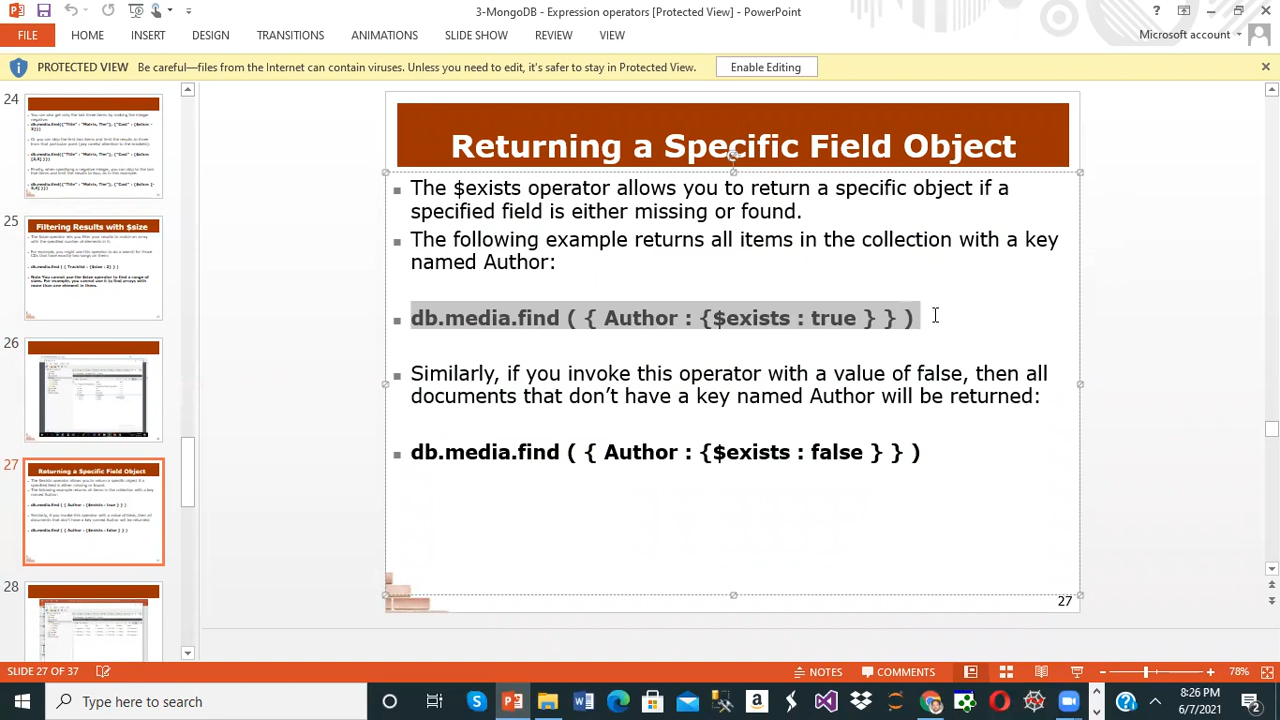 3-MongoDB - Expression operators [Protected View] - PowerPoint
FILE HOME INSERT DESIGN TRANSITIONS ANIMATIONS SLIDE SHOW REVIEW VIEW Microsoft account
PROTECTED VIEW Be careful—files from the Internet can contain viruses. Unless you need to edit, it's safer to stay in Protected View. Enable Editing
24
25
Filtering Results with $size
26
27
Returning a Specific Field Object
28
Returning a Specific Field Object
The $exists operator allows you to return a specific object if a
specified field is either missing or found.
The following example returns all items in the collection with a key
named Author:
db.media.find ( { Author : {$exists : true } } )
Similarly, if you invoke this operator with a value of false, then all
documents that don’t have a key named Author will be returned:
db.media.find ( { Author : {$exists : false } } )
27
SLIDE 27 OF 37 NOTES COMMENTS 78%
Type here to search
8:26 PM
6/7/2021